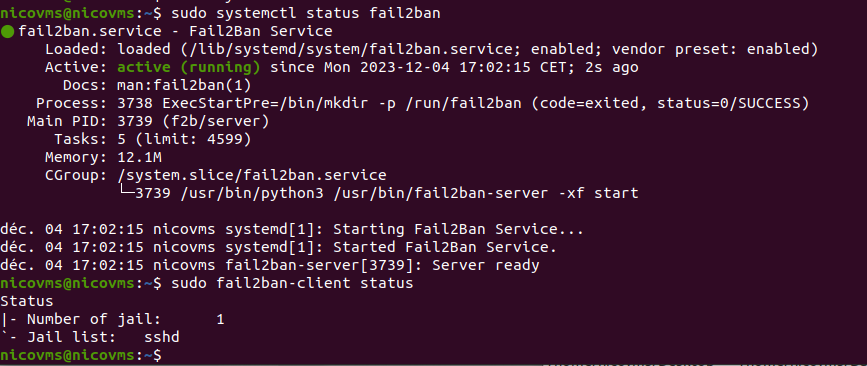 nicovms@nicovms:~$ sudo systemctl status fail2ban
● fail2ban.service - Fail2Ban Service
     Loaded: loaded (/lib/systemd/system/fail2ban.service; enabled; vendor preset: enabled)
     Active: active (running) since Mon 2023-12-04 17:02:15 CET; 2s ago
       Docs: man:fail2ban(1)
    Process: 3738 ExecStartPre=/bin/mkdir -p /run/fail2ban (code=exited, status=0/SUCCESS)
   Main PID: 3739 (f2b/server)
      Tasks: 5 (limit: 4599)
     Memory: 12.1M
     CGroup: /system.slice/fail2ban.service
             └─3739 /usr/bin/python3 /usr/bin/fail2ban-server -xf start
déc. 04 17:02:15 nicovms systemd[1]: Starting Fail2Ban Service...
déc. 04 17:02:15 nicovms systemd[1]: Started Fail2Ban Service.
déc. 04 17:02:15 nicovms fail2ban-server[3739]: Server ready
nicovms@nicovms:~$ sudo fail2ban-client status
Status
|- Number of jail:      1
`- Jail list:   sshd
nicovms@nicovms:~$